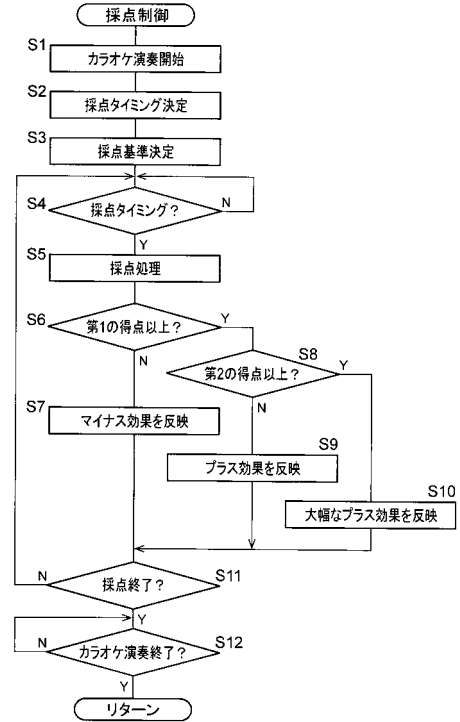 採点制御
S1
カラオケ演奏開始
S2
採点タイミング決定
S3
採点基準決定
S4
採点タイミング?
N
Y
S5
採点処理
S6
第1の得点以上?
Y
N
S8
第2の得点以上?
Y
N
S7
マイナス効果を反映
S9
プラス効果を反映
S10
大幅なプラス効果を反映
S11
採点終了?
N
Y
S12
カラオケ演奏終了?
N
Y
リターン